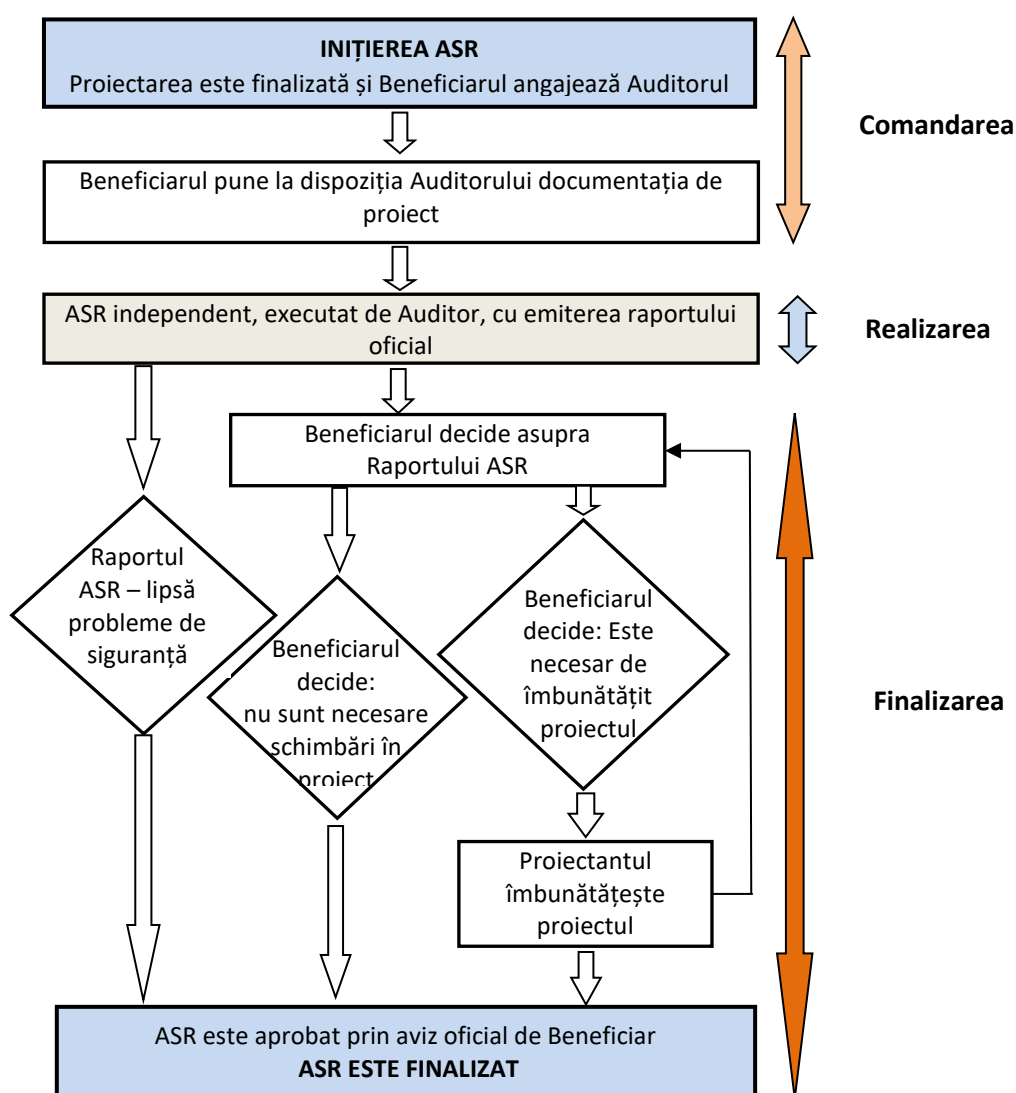 INIȚIEREA ASR
Proiectarea este finalizată și Beneficiarul angajează Auditorul
Comandarea
Beneficiarul pune la dispoziția Auditorului documentația de
proiect
ASR independent, executat de Auditor, cu emiterea raportului
oficial
Realizarea
Beneficiarul decide asupra
Raportului ASR
Raportul
ASR – lipsă
probleme de
siguranță
Beneficiarul
decide:
nu sunt necesare
schimbări în
proiect
Beneficiarul
decide: Este
necesar de
îmbunătățit
proiectul
Finalizarea
Proiectantul
îmbunătățește
proiectul
ASR este aprobat prin aviz oficial de Beneficiar
ASR ESTE FINALIZAT